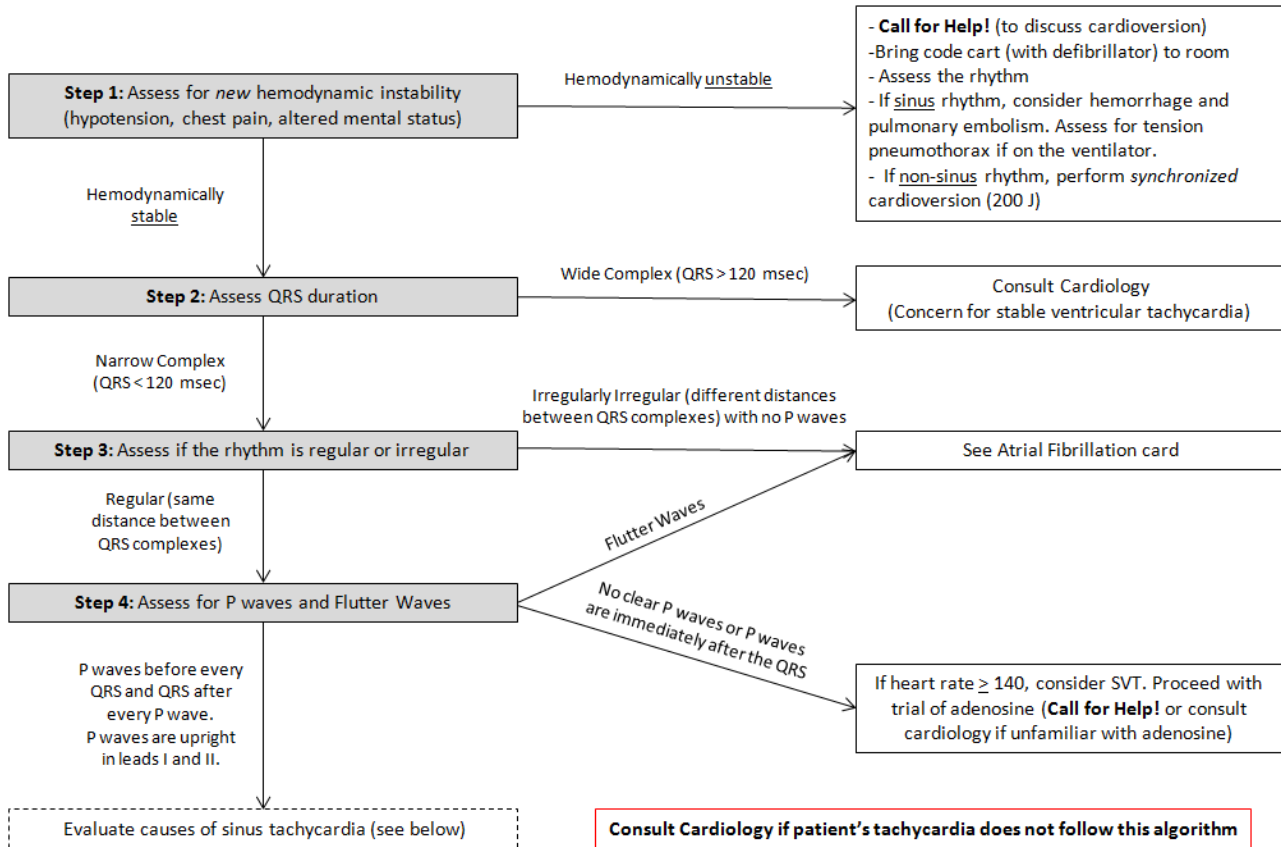 - Call for Help! (to discuss cardioversion)
-Bring code cart (with defibrillator) to room
- Assess the rhythm
- If sinus rhythm, consider hemorrhage and
pulmonary embolism. Assess for tension
pneumothorax if on the ventilator.
- If non-sinus rhythm, perform synchronized
cardioversion (200 J)
Step 1: Assess for new hemodynamic instability
(hypotension, chest pain, altered mental status)
Hemodynamically unstable
Hemodynamically
stable
Step 2: Assess QRS duration
Wide Complex (QRS > 120 msec)
Consult Cardiology
(Concern for stable ventricular tachycardia)
Narrow Complex
(QRS < 120 msec)
Irregularly Irregular (different distances
between QRS complexes) with no P waves
Step 3: Assess if the rhythm is regular or irregular
See Atrial Fibrillation card
Regular (same
distance between
QRS complexes)
Flutter Waves
Step 4: Assess for P waves and Flutter Waves
No clear P waves or P waves
are immediately after the QRS
P waves before every
QRS and QRS after
every P wave.
P waves are upright
in leads I and II.
If heart rate ≥ 140, consider SVT. Proceed with
trial of adenosine (Call for Help! or consult
cardiology if unfamiliar with adenosine)
Evaluate causes of sinus tachycardia (see below)
Consult Cardiology if patient's tachycardia does not follow this algorithm